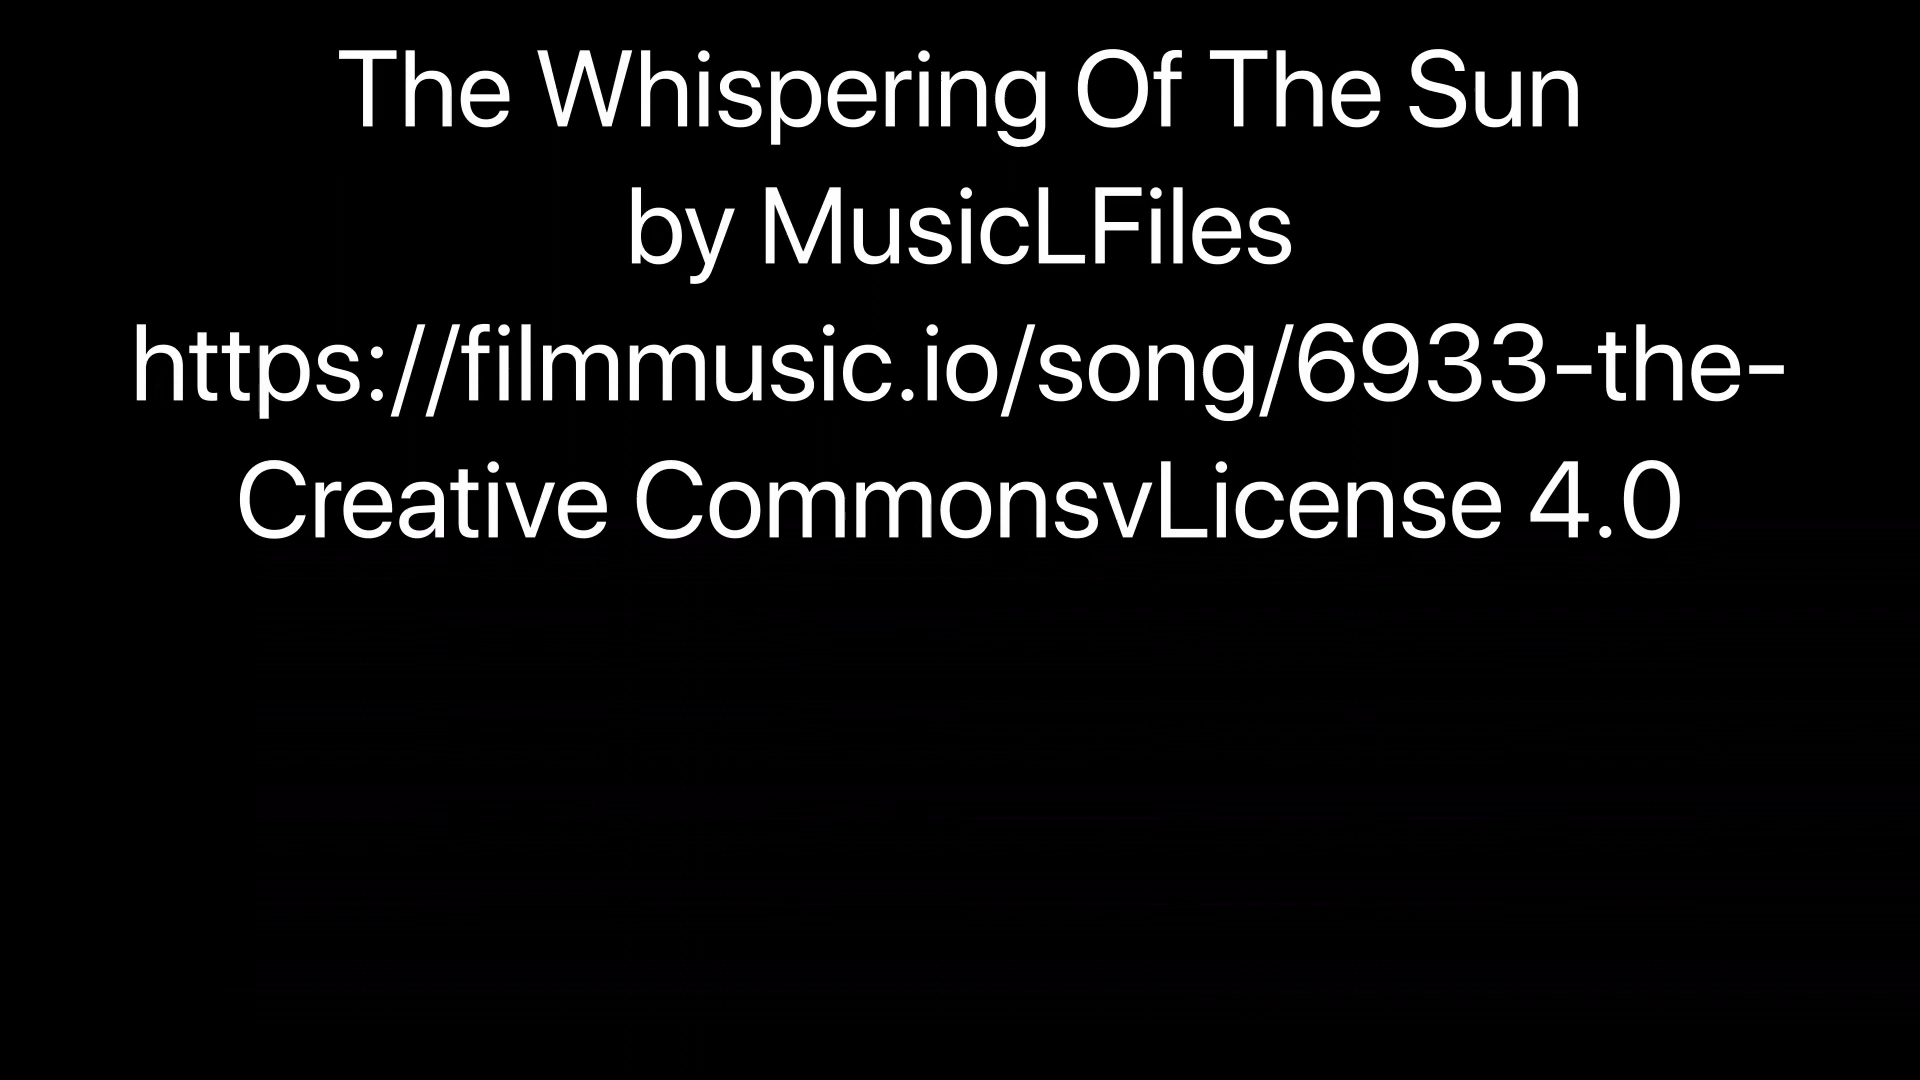 The Whispering Of The Sun
by MusicLFiles
https://filmmusic.io/song/6933-the-
Creative CommonsvLicense 4.0